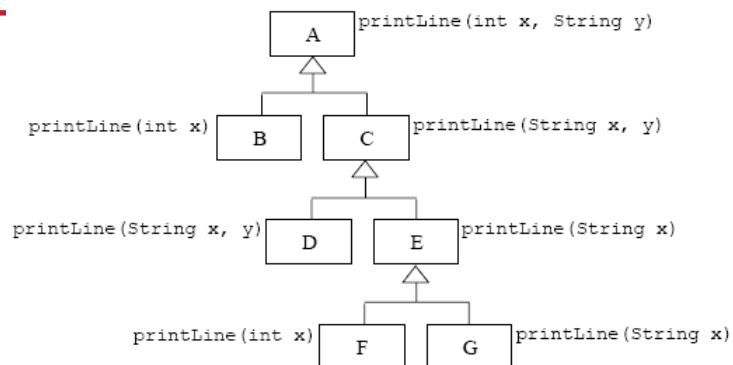 A printLine(int x, String y)
printLine(int x) B C printLine(String x, y)
printLine(String x, y) D E printLine(String x)
printLine(int x) F G printLine(String x)